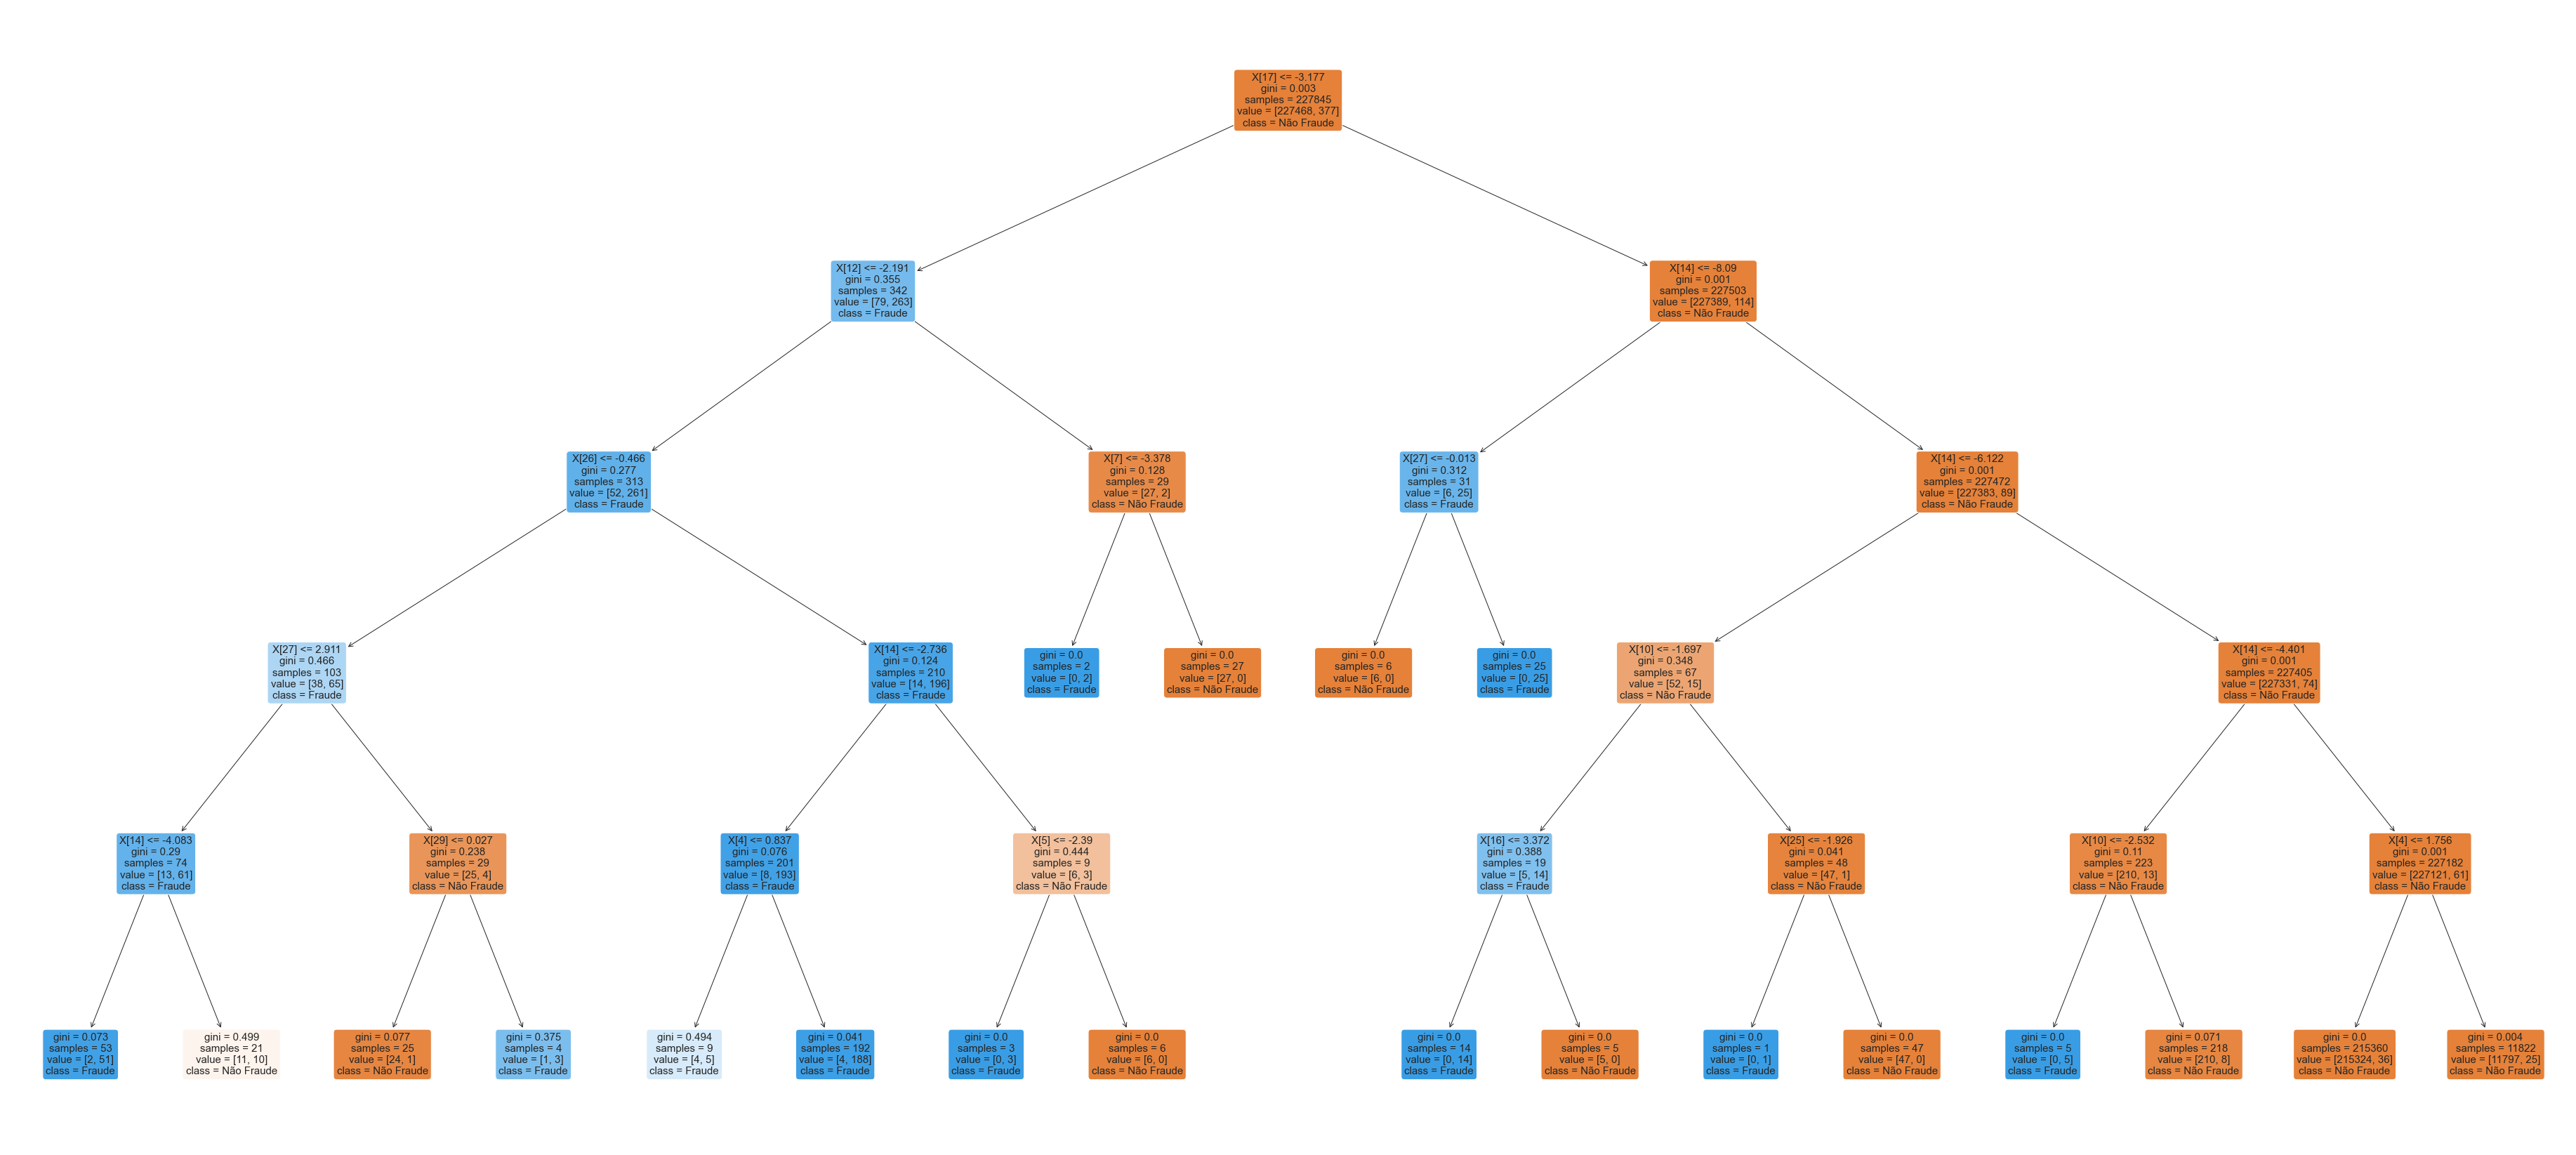 X[17] <= -3.177
gini = 0.003
samples = 227845
value = [227468, 377]
class = Não Fraude
X[12] <= -2.191
gini = 0.355
samples = 342
value = [79, 263]
class = Fraude
X[14] <= -8.09
gini = 0.001
samples = 227503
value = [227389, 114]
class = Não Fraude
X[26] <= -0.466
gini = 0.277
samples = 313
value = [52, 261]
class = Fraude
X[7] <= -3.378
gini = 0.128
samples = 29
value = [27, 2]
class = Não Fraude
X[27] <= -0.013
gini = 0.312
samples = 31
value = [6, 25]
class = Fraude
X[14] <= -6.122
gini = 0.001
samples = 227472
value = [227383, 89]
class = Não Fraude
X[27] <= 2.911
gini = 0.466
samples = 103
value = [38, 65]
class = Fraude
X[14] <= -2.736
gini = 0.124
samples = 210
value = [14, 196]
class = Fraude
gini = 0.0
samples = 2
value = [0, 2]
class = Fraude
gini = 0.0
samples = 27
value = [27, 0]
class = Não Fraude
gini = 0.0
samples = 6
value = [6, 0]
class = Não Fraude
gini = 0.0
samples = 25
value = [0, 25]
class = Fraude
X[10] <= -1.697
gini = 0.348
samples = 67
value = [52, 15]
class = Não Fraude
X[14] <= -4.401
gini = 0.001
samples = 227405
value = [227331, 74]
class = Não Fraude
X[14] <= -4.083
gini = 0.29
samples = 74
value = [13, 61]
class = Fraude
X[29] <= 0.027
gini = 0.238
samples = 29
value = [25, 4]
class = Não Fraude
X[4] <= 0.837
gini = 0.076
samples = 201
value = [8, 193]
class = Fraude
X[5] <= -2.39
gini = 0.444
samples = 9
value = [6, 3]
class = Não Fraude
X[16] <= 3.372
gini = 0.388
samples = 19
value = [5, 14]
class = Fraude
X[25] <= -1.926
gini = 0.041
samples = 48
value = [47, 1]
class = Não Fraude
X[10] <= -2.532
gini = 0.11
samples = 223
value = [210, 13]
class = Não Fraude
X[4] <= 1.756
gini = 0.001
samples = 227182
value = [227121, 61]
class = Não Fraude
gini = 0.073
samples = 53
value = [2, 51]
class = Fraude
gini = 0.499
samples = 21
value = [11, 10]
class = Não Fraude
gini = 0.077
samples = 25
value = [24, 1]
class = Não Fraude
gini = 0.375
samples = 4
value = [1, 3]
class = Fraude
gini = 0.494
samples = 9
value = [4, 5]
class = Fraude
gini = 0.041
samples = 192
value = [4, 188]
class = Fraude
gini = 0.0
samples = 3
value = [0, 3]
class = Fraude
gini = 0.0
samples = 6
value = [6, 0]
class = Não Fraude
gini = 0.0
samples = 14
value = [0, 14]
class = Fraude
gini = 0.0
samples = 5
value = [5, 0]
class = Não Fraude
gini = 0.0
samples = 1
value = [0, 1]
class = Fraude
gini = 0.0
samples = 47
value = [47, 0]
class = Não Fraude
gini = 0.0
samples = 5
value = [0, 5]
class = Fraude
gini = 0.071
samples = 218
value = [210, 8]
class = Não Fraude
gini = 0.0
samples = 215360
value = [215324, 36]
class = Não Fraude
gini = 0.004
samples = 11822
value = [11797, 25]
class = Não Fraude